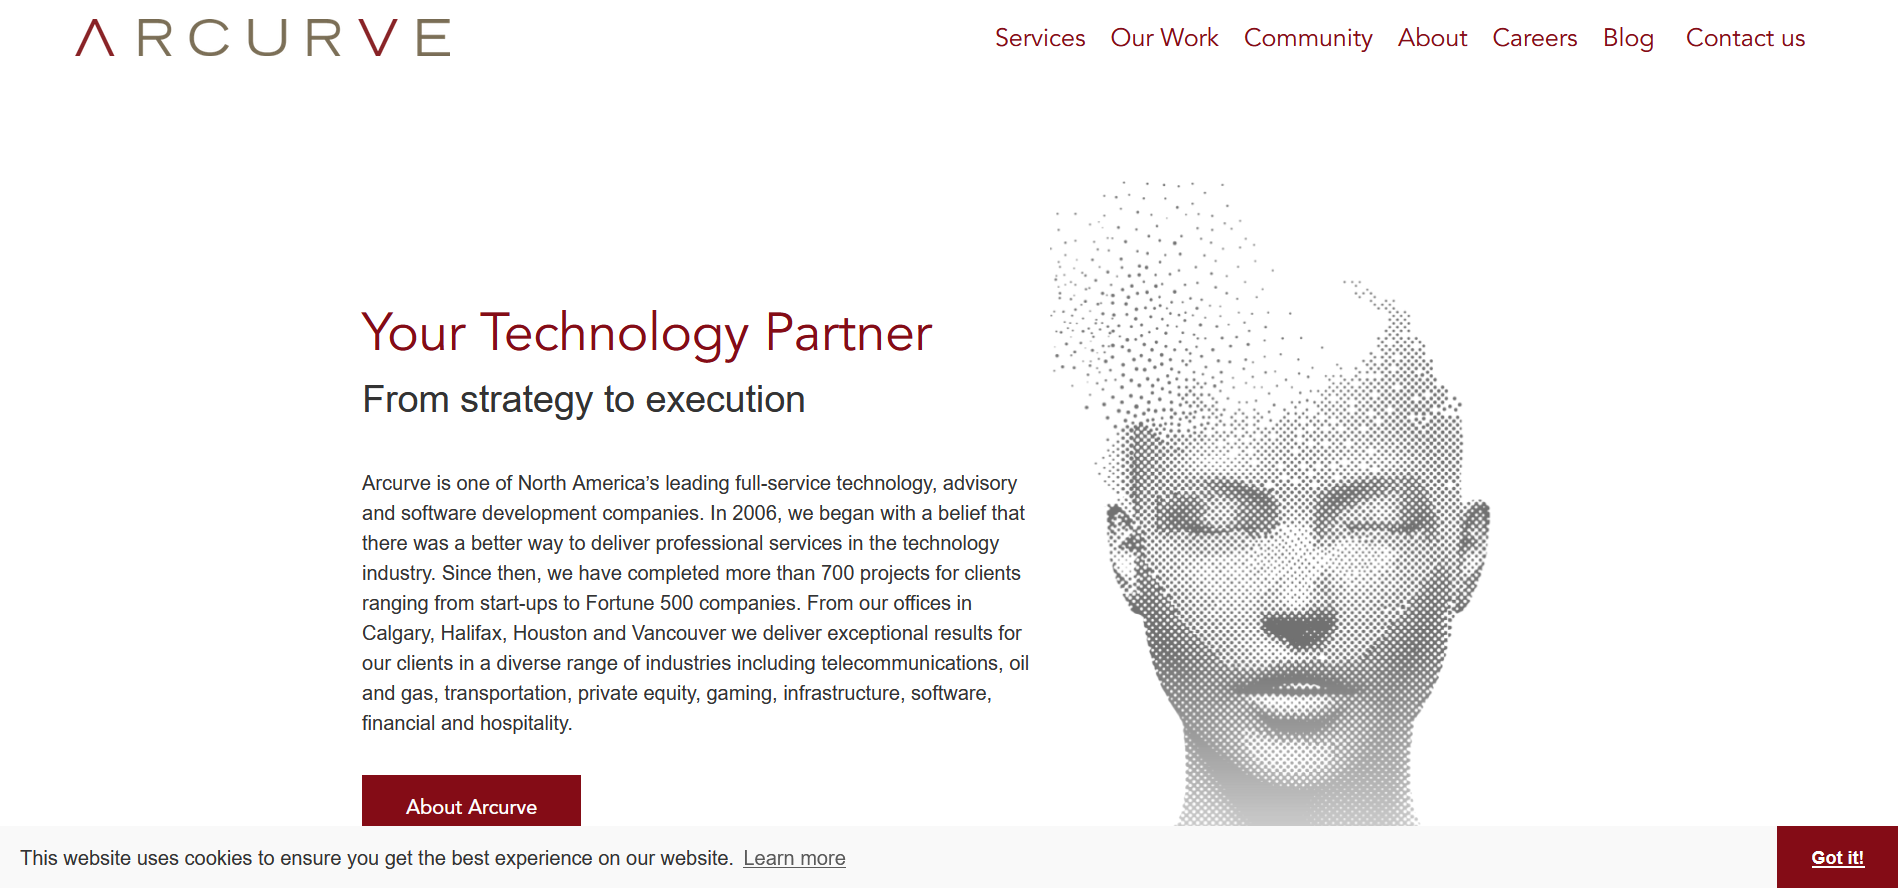 ARCURVE
Services Our Work Community About Careers Blog Contact us
Your Technology Partner
From strategy to execution
Arcurve is one of North America’s leading full-service technology, advisory
and software development companies. In 2006, we began with a belief that
there was a better way to deliver professional services in the technology
industry. Since then, we have completed more than 700 projects for clients
ranging from start-ups to Fortune 500 companies. From our offices in
Calgary, Halifax, Houston and Vancouver we deliver exceptional results for
our clients in a diverse range of industries including telecommunications, oil
and gas, transportation, private equity, gaming, infrastructure, software,
financial and hospitality.
About Arcurve
This website uses cookies to ensure you get the best experience on our website. Learn more
Got it!